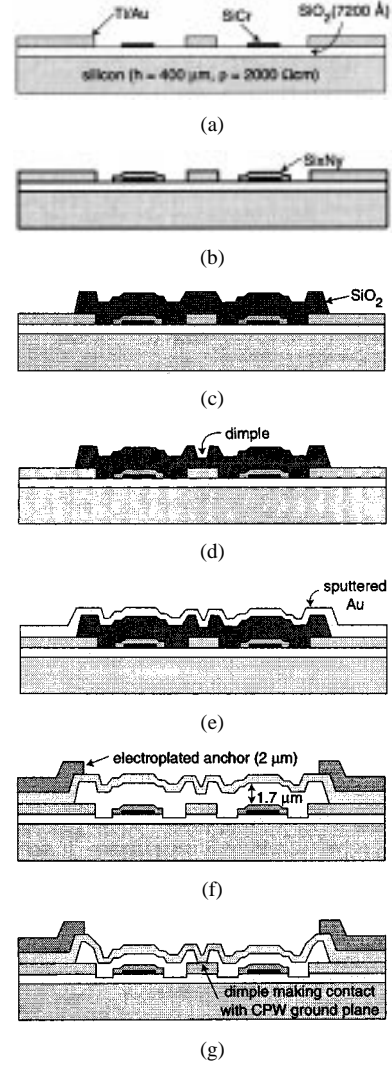 Ti/Au
SiCr
SiO2(7200 Å)
silicon (h = 400 μm, ρ = 2000 Ωcm)
(a)
SixNy
(b)
SiO2
(c)
dimple
(d)
sputtered
Au
(e)
electroplated anchor (2 μm)
1.7 μm
(f)
dimple making contact
with CPW ground plane
(g)